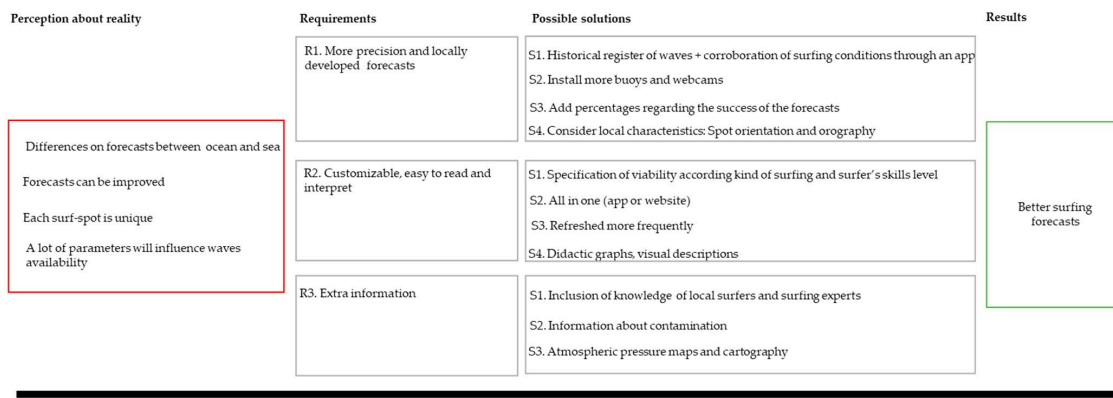 Perception about reality
Requirements
Possible solutions
Results
Differences on forecasts between ocean and sea
Forecasts can be improved
Each surf-spot is unique
A lot of parameters will influence waves
availability
R1. More precision and locally
developed forecasts
S1. Historical register of waves + corroboration of surfing conditions through an app
S2. Install more buoys and webcams
S3. Add percentages regarding the success of the forecasts
S4. Consider local characteristics: Spot orientation and orography
R2. Customizable, easy to read and
interpret
S1. Specification of viability according kind of surfing and surfer's skills level
S2. All in one (app or website)
S3. Refreshed more frequently
S4. Didactic graphs, visual descriptions
R3. Extra information
S1. Inclusion of knowledge of local surfers and surfing experts
S2. Information about contamination
S3. Atmospheric pressure maps and cartography
Better surfing
forecasts